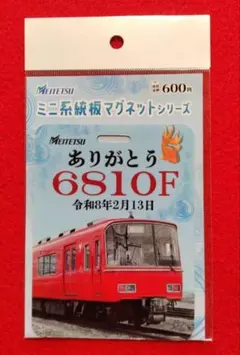 MEITETSU
600円
ミニ系統板マグネットシリーズ
MEITETSU
ありがとう
6810F
令和8年2月13日